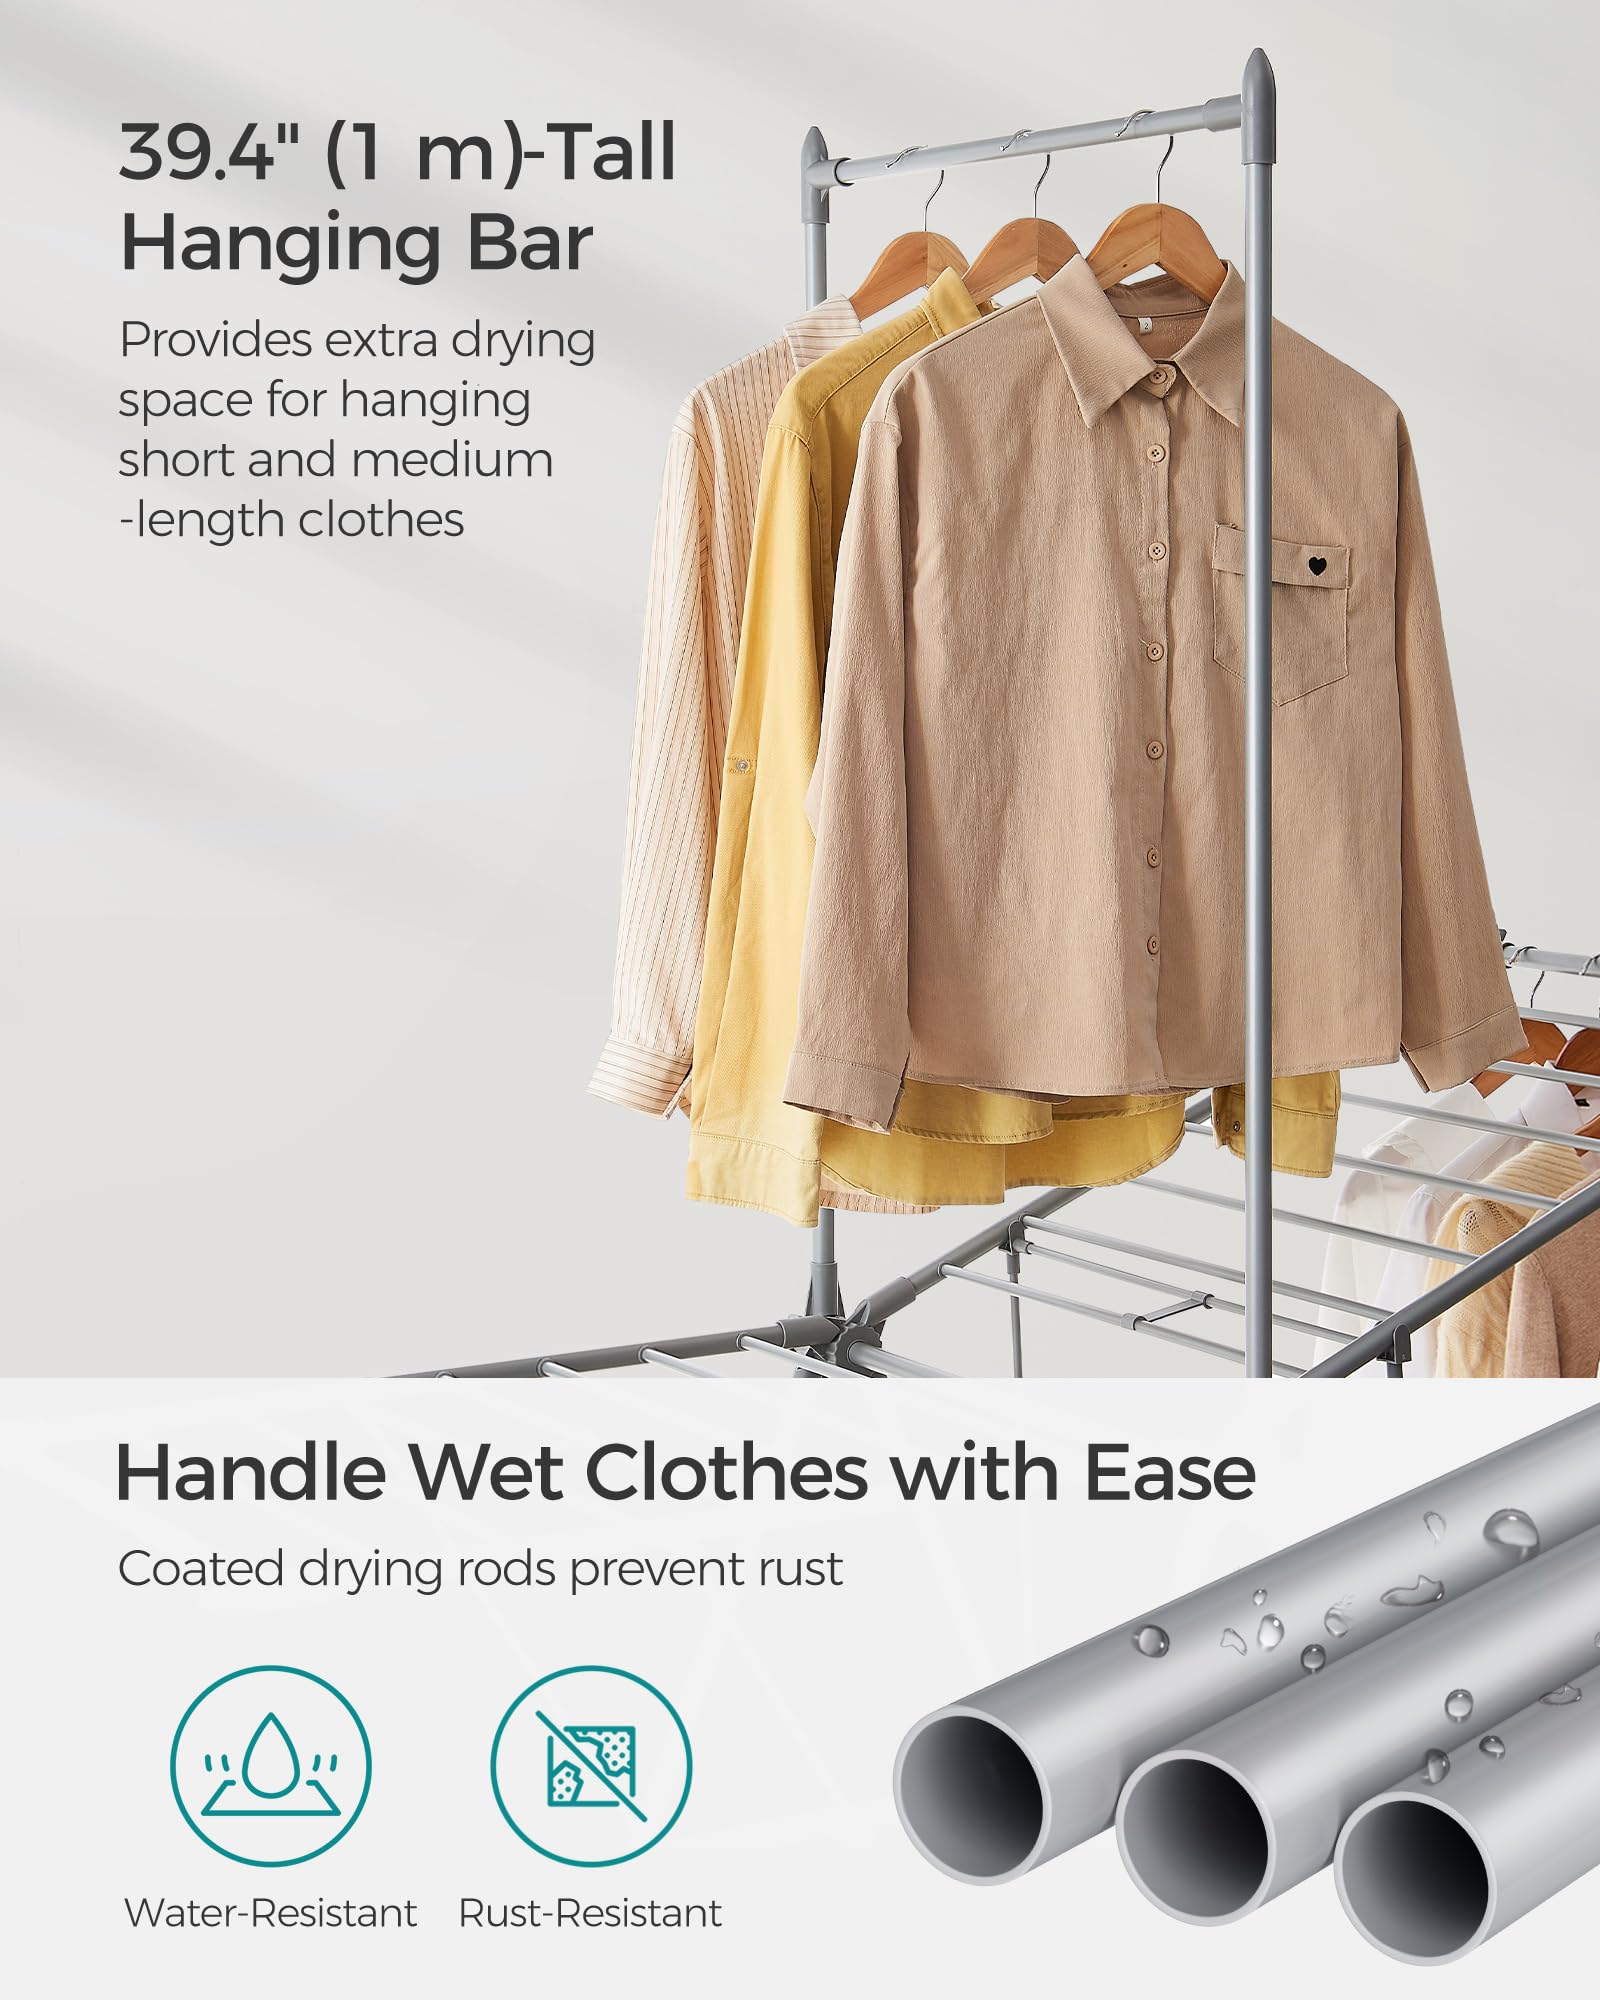 39.4" (1 m)-Tall
Hanging Bar
Provides extra drying
space for hanging
short and medium
-length clothes
2
Handle Wet Clothes with Ease
Coated drying rods prevent rust
Water-Resistant
Rust-Resistant